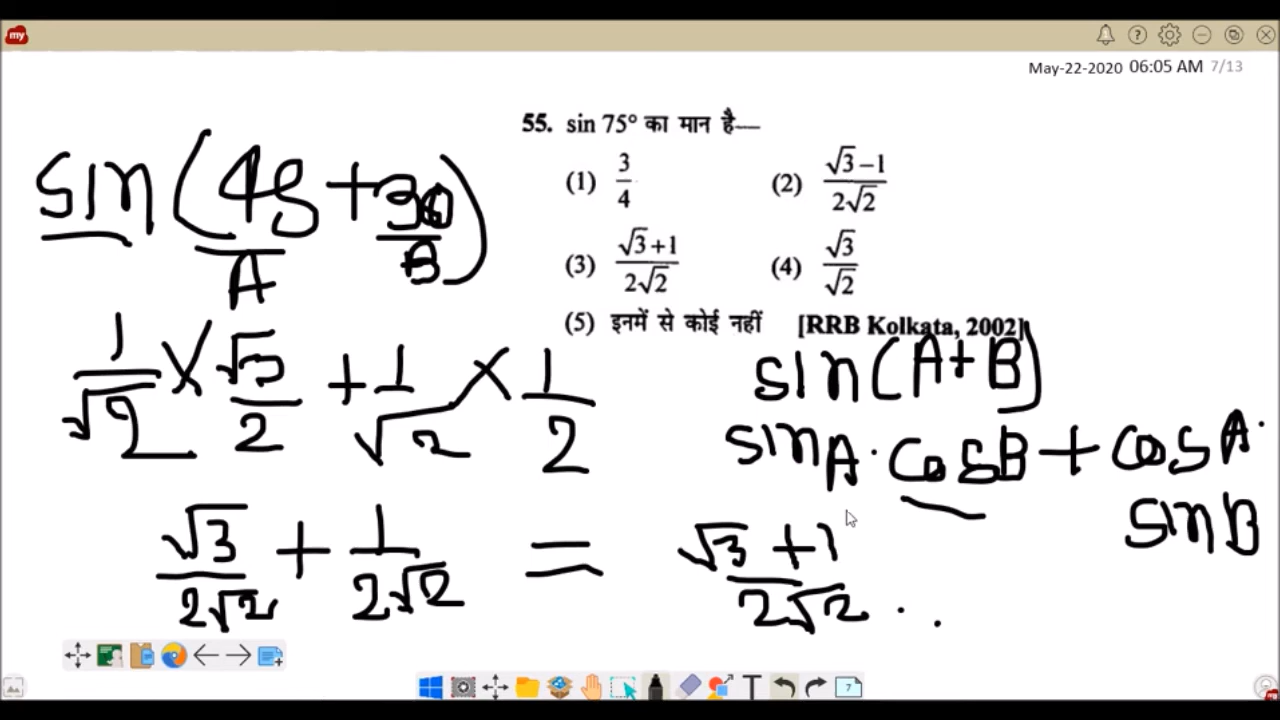 my
May-22-2020 06:05 AM 7/13
55. sin 75° का मान है—
(1) 3/4 (2) √3−1/2√2
(3) √3+1/2√2 (4) √3/√2
(5) इनमें से कोई नहीं [RRB Kolkata, 2002]
sin(45+30)
A B
1/√2 × √3/2 + 1/√2 × 1/2
√3/2√2 + 1/2√2 = √3+1/2√2
sin(A+B)
sinA·cosB+cosA·
sinB
7
my